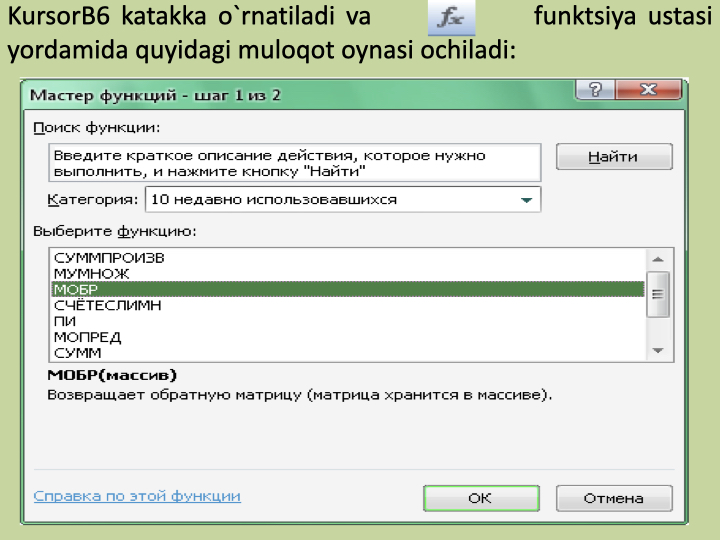 KursorB6 katakka o`rnatiladi va fx funktsiya ustasi
yordamida quyidagi muloqot oynasi ochiladi:
Мастер функций - шаг 1 из 2
?
Поиск функции:
Введите краткое описание действия, которое нужно
выполнить, и нажмите кнопку "Найти"
Найти
Категория: 10 недавно использовавшихся
Выберите функцию:
СУММПРОИЗВ
МУМНОЖ
МОБР
СЧЁТЕСЛИМН
ПИ
МОПРЕД
СУММ
МОБР(массив)
Возвращает обратную матрицу (матрица хранится в массиве).
Справка по этой функции
ОК
Отмена